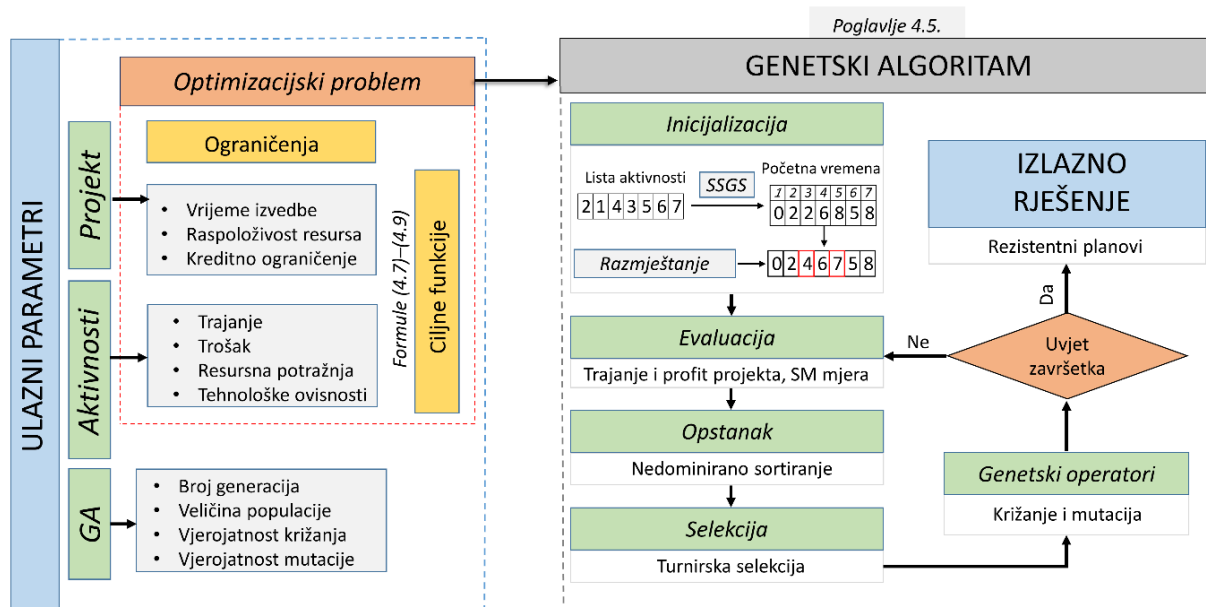 ULAZNI PARAMETRI
Optimizacijski problem
Projekt
Ograničenja
• Vrijeme izvedbe
• Raspoloživost resursa
• Kreditno ograničenje
Aktivnosti
• Trajanje
• Trošak
• Resursna potražnja
• Tehnološke ovisnosti
Formule (4.7)–(4.9)
Ciljne funkcije
GA
• Broj generacija
• Veličina populacije
• Vjerojatnost križanja
• Vjerojatnost mutacije
Poglavlje 4.5.
GENETSKI ALGORITAM
Inicijalizacija
Lista aktivnosti
2 1 4 3 5 6 7
SSGS
Početna vremena
1 2 3 4 5 6 7
0 2 2 6 8 5 8
Razmještanje
0 2 4 6 7 5 8
Evaluacija
Trajanje i profit projekta, SM mjera
Opstanak
Nedominirano sortiranje
Selekcija
Turnirska selekcija
IZLAZNO
RJEŠENJE
Rezistentni planovi
Da
Ne
Uvjet
završetka
Genetski operatori
Križanje i mutacija